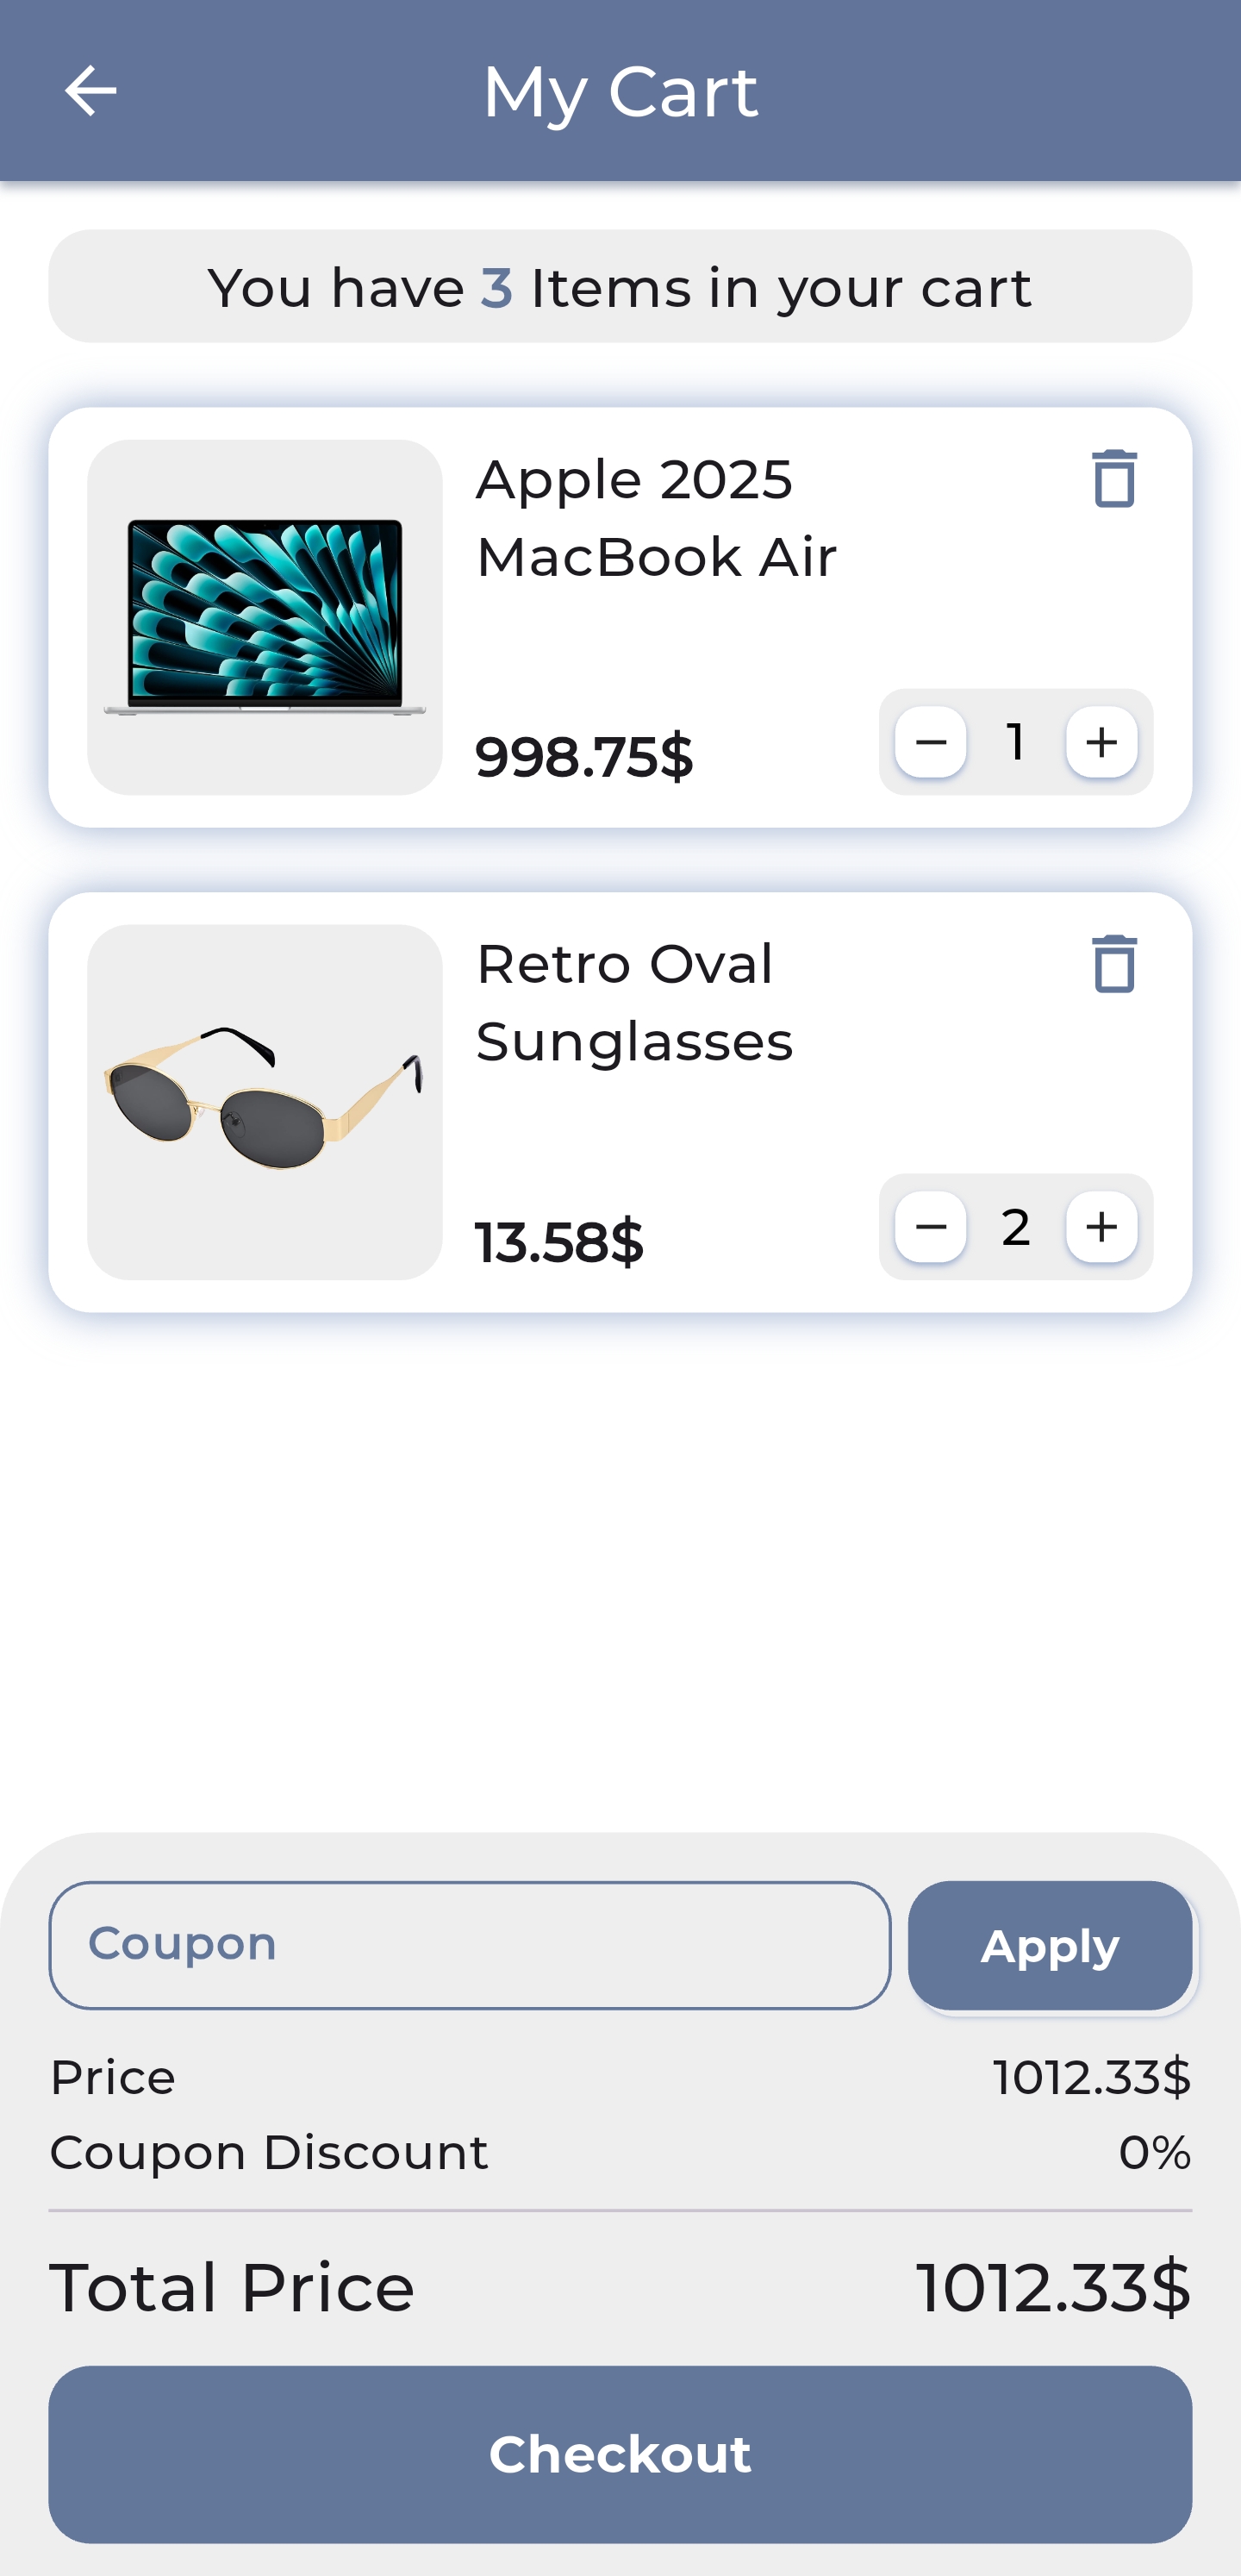 My Cart
You have 3 Items in your cart
Apple 2025
MacBook Air
998.75$
1
Retro Oval
Sunglasses
13.58$
2
Coupon
Apply
Price 1012.33$
Coupon Discount 0%
Total Price 1012.33$
Checkout